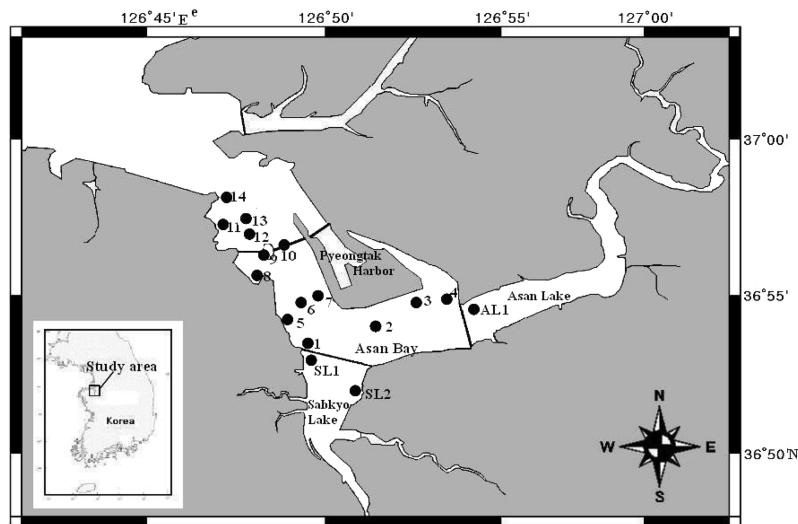 126°45'E e
126°50'
126°55'
127°00'
37°00'
14
13
11
12
9
10
Pyeongtak
Harbor
8
Asan Lake
36°55'
7
6
3
4
AL1
5
2
1
Asan Bay
SL1
Study area
SL2
Sabkyo
Lake
Korea
N
W
E
S
36°50'N